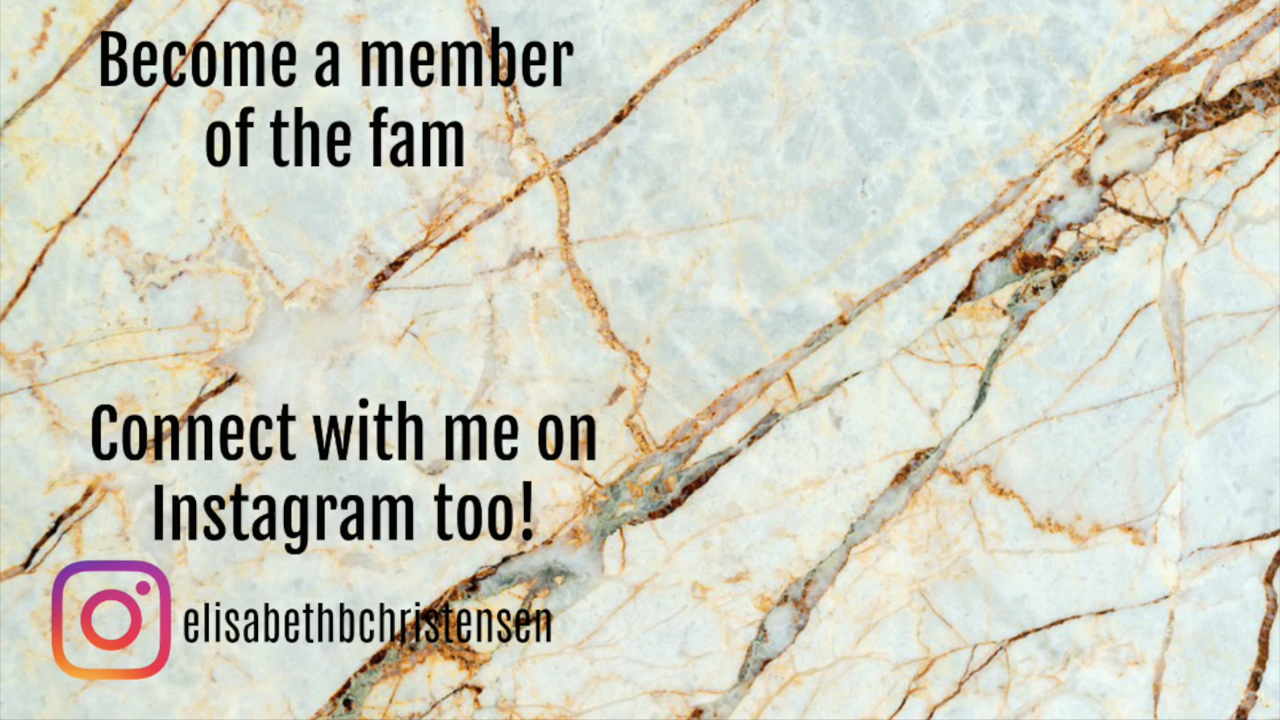 Become a member
of the fam
Connect with me on
Instagram too!
elisabethbchristensen